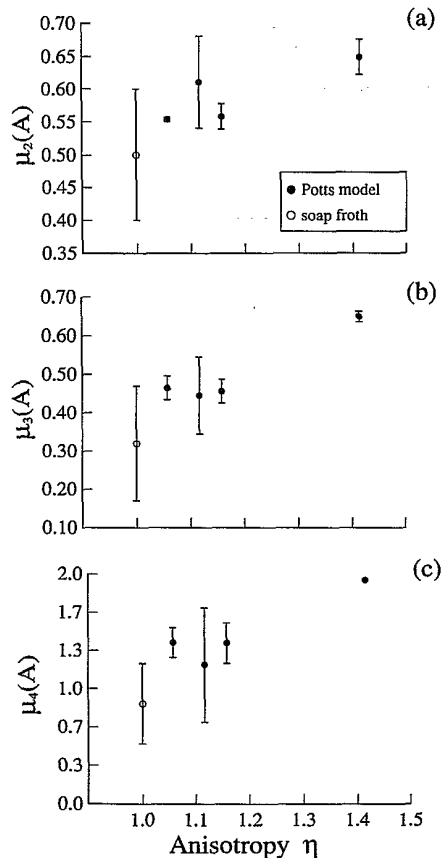 (a)
0.70
0.65
0.60
0.55
0.50
0.45
0.40
0.35
μ2(A)
Potts model
soap froth
(b)
0.70
0.60
0.50
0.40
0.30
0.20
0.10
μ3(A)
(c)
2.0
1.7
1.3
1.0
0.7
0.3
0.0
μ4(A)
1.0 1.1 1.2 1.3 1.4 1.5
Anisotropy η